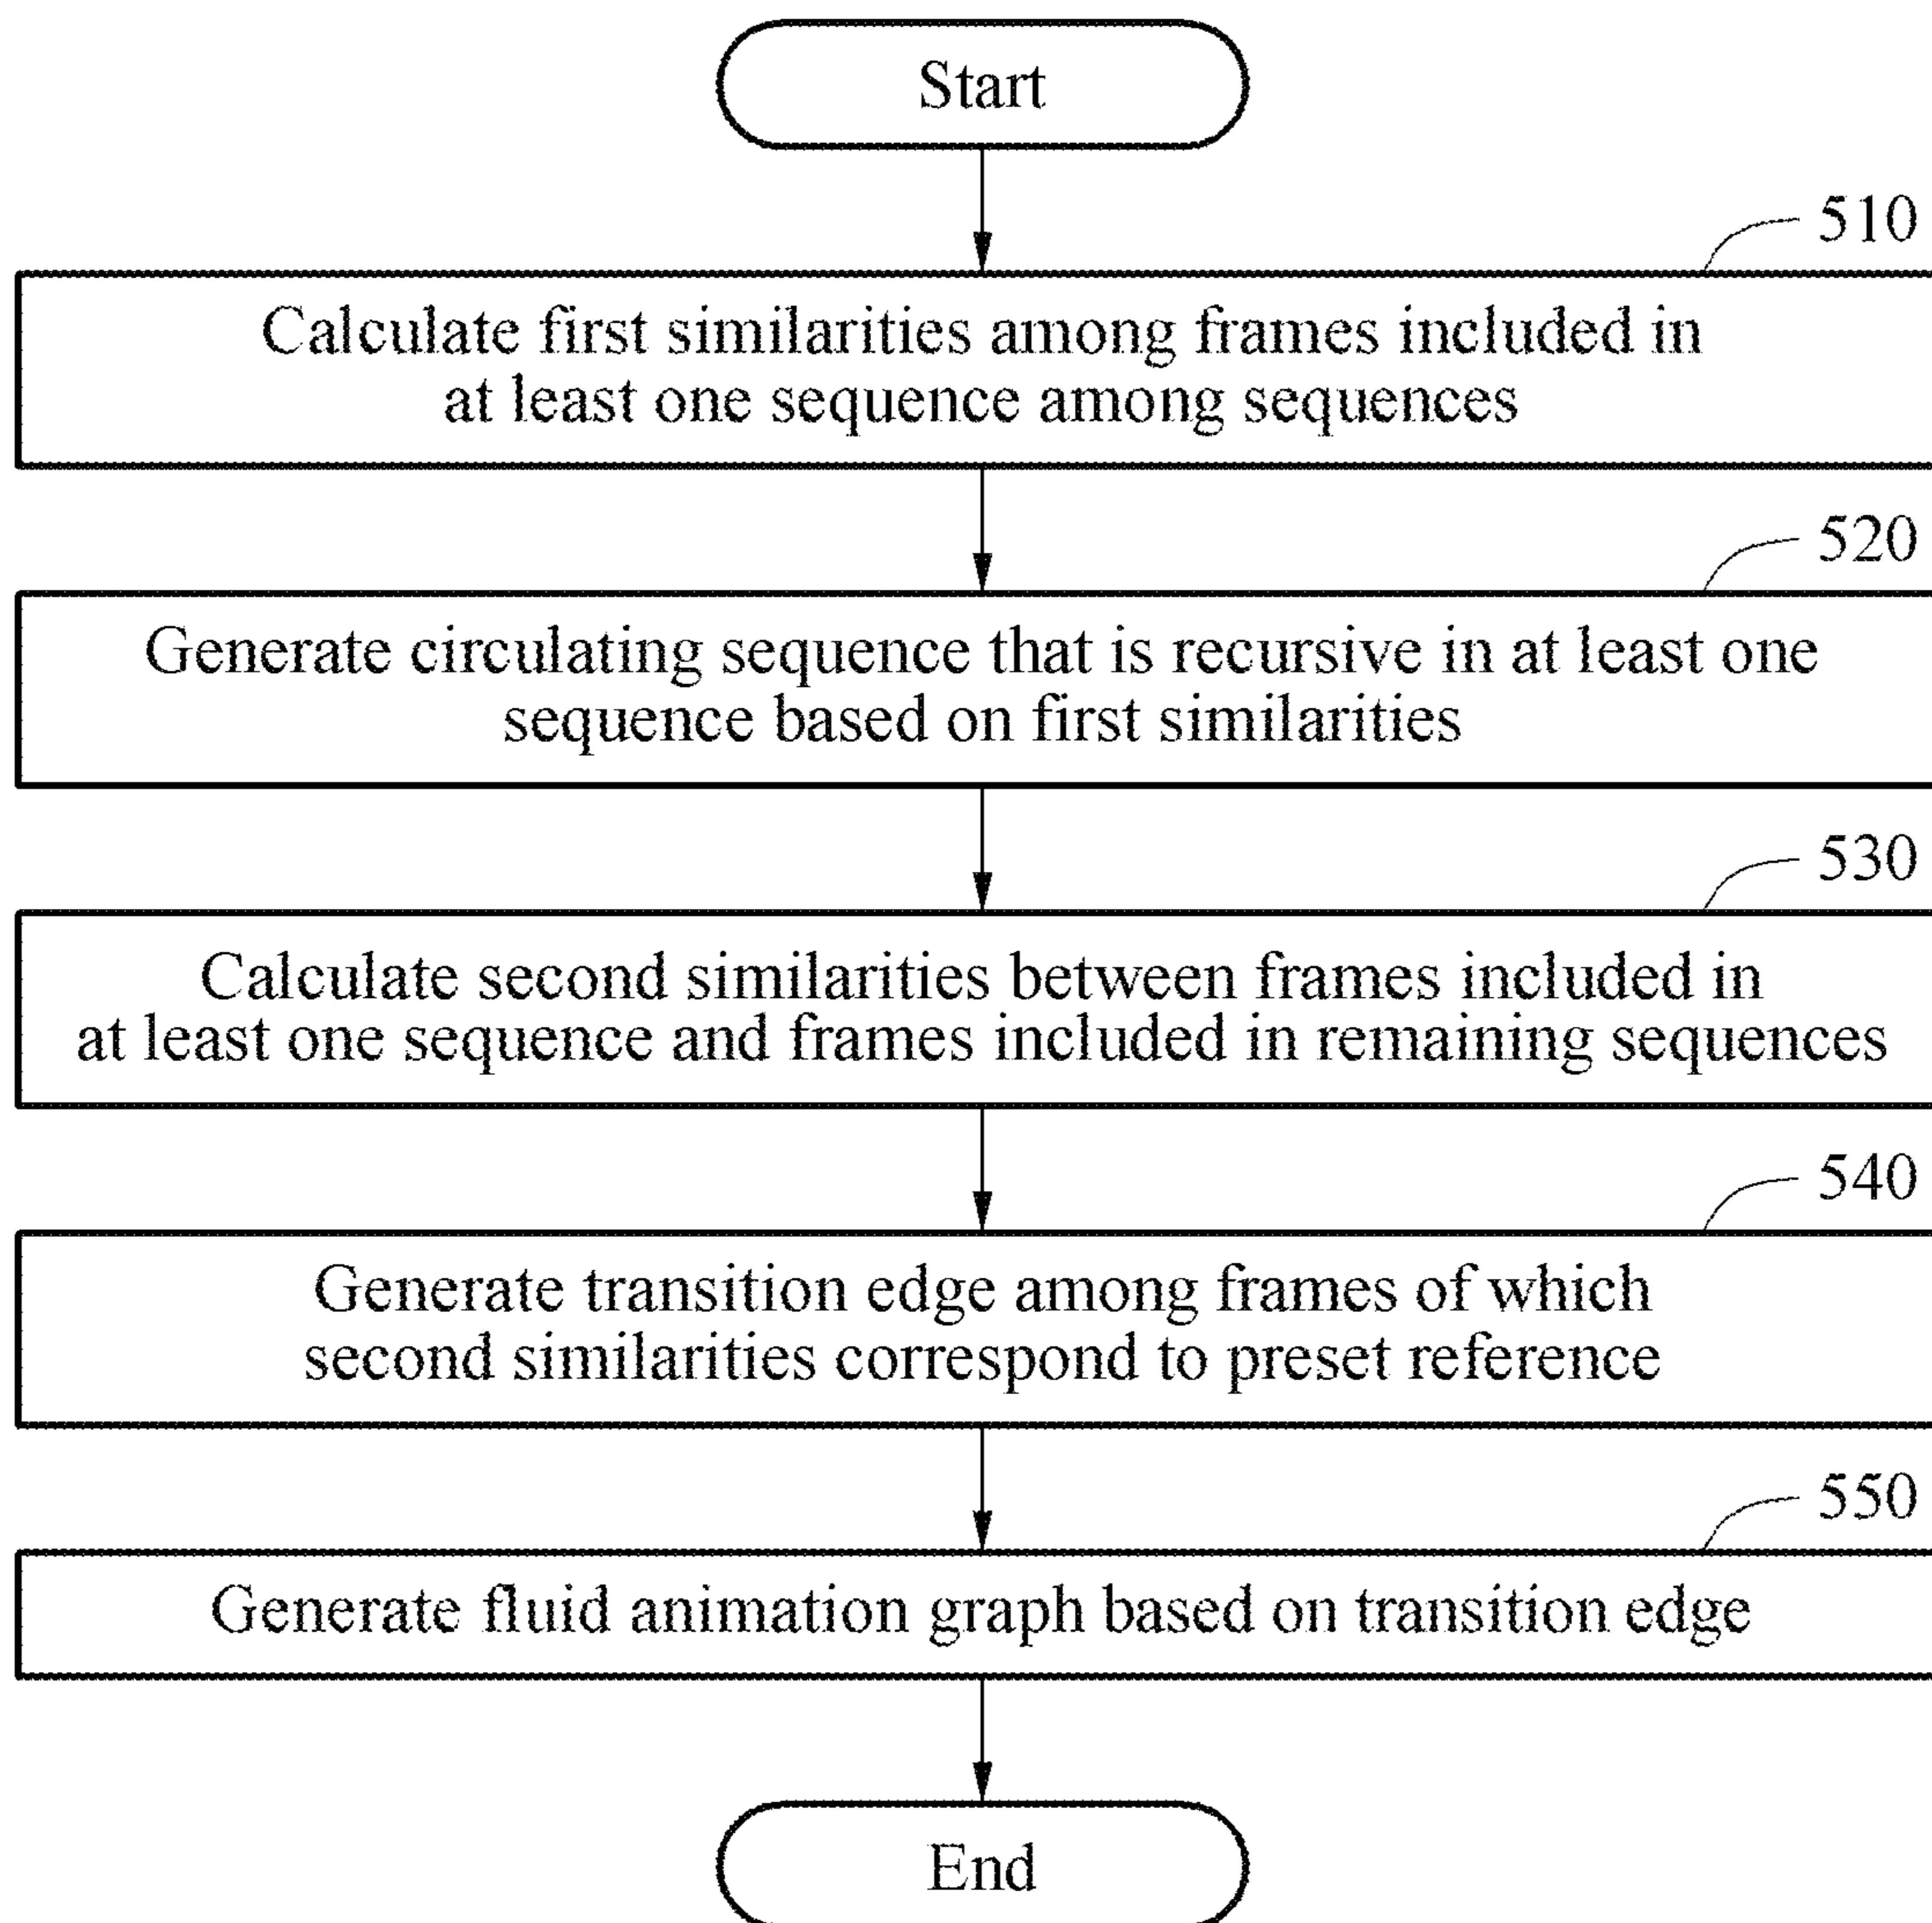 Start
510
Calculate first similarities among frames included in
at least one sequence among sequences
520
Generate circulating sequence that is recursive in at least one
sequence based on first similarities
530
Calculate second similarities between frames included in
at least one sequence and frames included in remaining sequences
540
Generate transition edge among frames of which
second similarities correspond to preset reference
550
Generate fluid animation graph based on transition edge
End